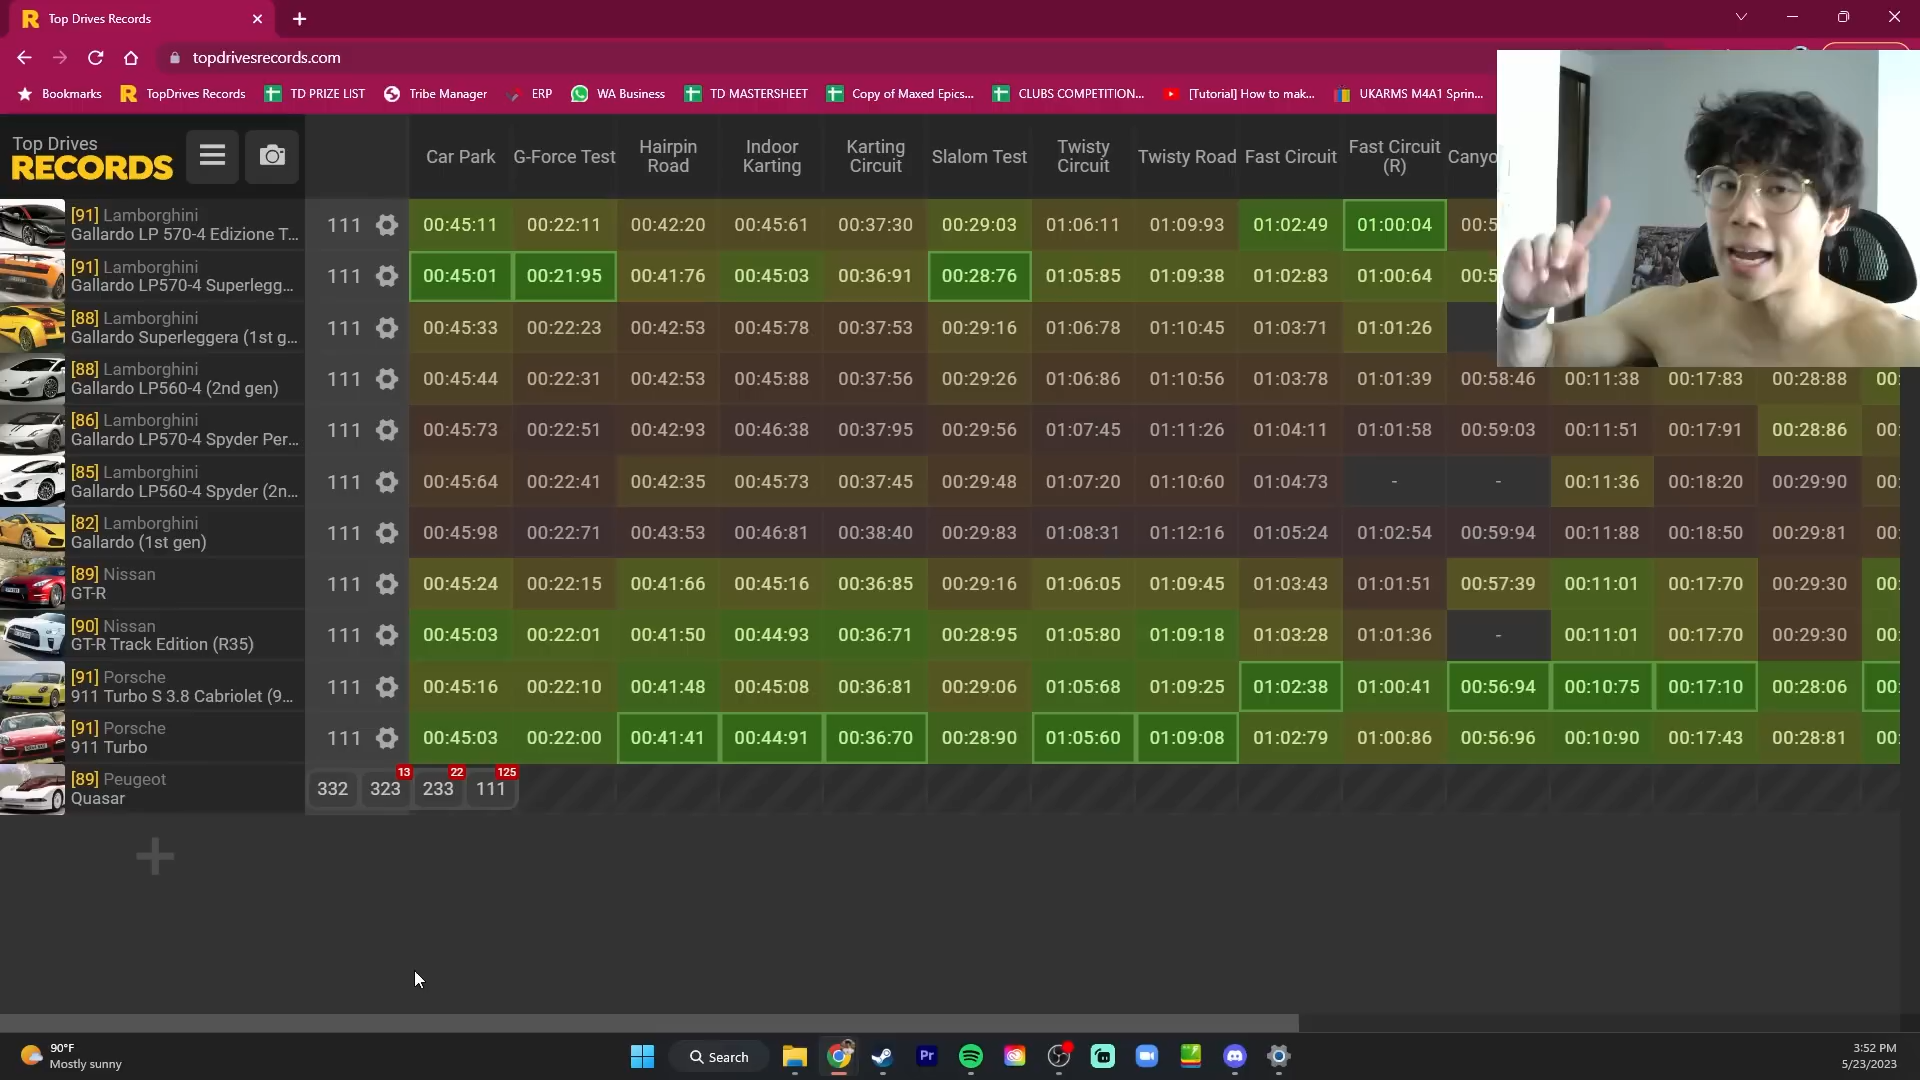 Top Drives Records
topdrivesrecords.com
Bookmarks TopDrives Records TD PRIZE LIST Tribe Manager ERP WA Business TD MASTERSHEET Copy of Maxed Epics... CLUBS COMPETITION... [Tutorial] How to mak... UKARMS M4A1 Sprin...
Top Drives
RECORDS
Car Park G-Force Test Hairpin Road Indoor Karting Karting Circuit Slalom Test Twisty Circuit Twisty Road Fast Circuit Fast Circuit (R) Canyo
[91] Lamborghini
Gallardo LP 570-4 Edizione T...
111 00:45:11 00:22:11 00:42:20 00:45:61 00:37:30 00:29:03 01:06:11 01:09:93 01:02:49 01:00:04 00:5
[91] Lamborghini
Gallardo LP570-4 Superlegg...
111 00:45:01 00:21:95 00:41:76 00:45:03 00:36:91 00:28:76 01:05:85 01:09:38 01:02:83 01:00:64 00:5
[88] Lamborghini
Gallardo Superleggera (1st g...
111 00:45:33 00:22:23 00:42:53 00:45:78 00:37:53 00:29:16 01:06:78 01:10:45 01:03:71 01:01:26
[88] Lamborghini
Gallardo LP560-4 (2nd gen)
111 00:45:44 00:22:31 00:42:53 00:45:88 00:37:56 00:29:26 01:06:86 01:10:56 01:03:78 01:01:39 00:58:46 00:11:38 00:17:83 00:28:88 00:
[86] Lamborghini
Gallardo LP570-4 Spyder Per...
111 00:45:73 00:22:51 00:42:93 00:46:38 00:37:95 00:29:56 01:07:45 01:11:26 01:04:11 01:01:58 00:59:03 00:11:51 00:17:91 00:28:86 00:
[85] Lamborghini
Gallardo LP560-4 Spyder (2n...
111 00:45:64 00:22:41 00:42:35 00:45:73 00:37:45 00:29:48 01:07:20 01:10:60 01:04:73 - - 00:11:36 00:18:20 00:29:90 00:
[82] Lamborghini
Gallardo (1st gen)
111 00:45:98 00:22:71 00:43:53 00:46:81 00:38:40 00:29:83 01:08:31 01:12:16 01:05:24 01:02:54 00:59:94 00:11:88 00:18:50 00:29:81 00:
[89] Nissan
GT-R
111 00:45:24 00:22:15 00:41:66 00:45:16 00:36:85 00:29:16 01:06:05 01:09:45 01:03:43 01:01:51 00:57:39 00:11:01 00:17:70 00:29:30 00:
[90] Nissan
GT-R Track Edition (R35)
111 00:45:03 00:22:01 00:41:50 00:44:93 00:36:71 00:28:95 01:05:80 01:09:18 01:03:28 01:01:36 - 00:11:01 00:17:70 00:29:30 00:
[91] Porsche
911 Turbo S 3.8 Cabriolet (9...
111 00:45:16 00:22:10 00:41:48 00:45:08 00:36:81 00:29:06 01:05:68 01:09:25 01:02:38 01:00:41 00:56:94 00:10:75 00:17:10 00:28:06 00:
[91] Porsche
911 Turbo
111 00:45:03 00:22:00 00:41:41 00:44:91 00:36:70 00:28:90 01:05:60 01:09:08 01:02:79 01:00:86 00:56:96 00:10:90 00:17:43 00:28:81 00:
[89] Peugeot
Quasar
332 323 13 233 22 111 125
90°F
Mostly sunny
Search
Pr
3:52 PM
5/23/2023